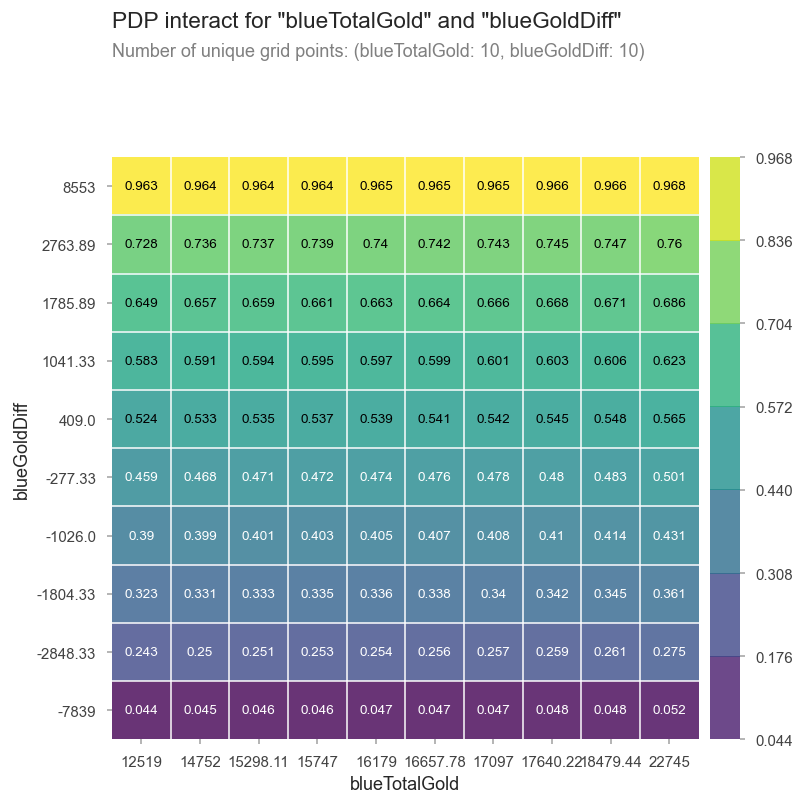 PDP interact for "blueTotalGold" and "blueGoldDiff"
Number of unique grid points: (blueTotalGold: 10, blueGoldDiff: 10)
0.968
8553 0.963 0.964 0.964 0.964 0.965 0.965 0.965 0.966 0.966 0.968
0.836
2763.89 0.728 0.736 0.737 0.739 0.74 0.742 0.743 0.745 0.747 0.76
1785.89 0.649 0.657 0.659 0.661 0.663 0.664 0.666 0.668 0.671 0.686
0.704
1041.33 0.583 0.591 0.594 0.595 0.597 0.599 0.601 0.603 0.606 0.623
0.572
409.0 0.524 0.533 0.535 0.537 0.539 0.541 0.542 0.545 0.548 0.565
blueGoldDiff
-277.33 0.459 0.468 0.471 0.472 0.474 0.476 0.478 0.48 0.483 0.501
0.440
-1026.0 0.39 0.399 0.401 0.403 0.405 0.407 0.408 0.41 0.414 0.431
0.308
-1804.33 0.323 0.331 0.333 0.335 0.336 0.338 0.34 0.342 0.345 0.361
-2848.33 0.243 0.25 0.251 0.253 0.254 0.256 0.257 0.259 0.261 0.275
0.176
-7839 0.044 0.045 0.046 0.046 0.047 0.047 0.047 0.048 0.048 0.052
0.044
12519 14752 15298.11 15747 16179 16657.78 17097 17640.22 18479.44 22745
blueTotalGold